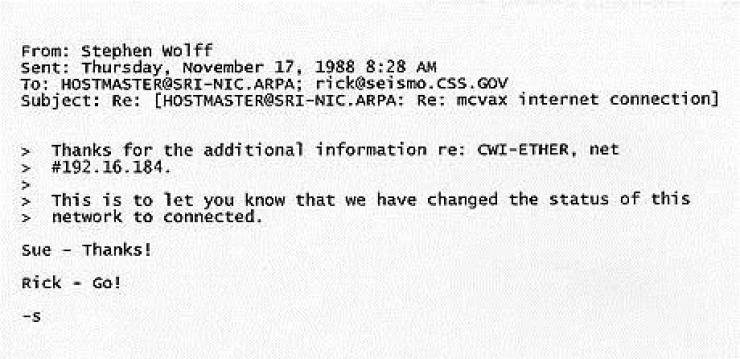 From: Stephen Wolff
Sent: Thursday, November 17, 1988 8:28 AM
To: HOSTMASTER@SRI-NIC.ARPA; rick@seismo.CSS.GOV
Subject: Re: [HOSTMASTER@SRI-NIC.ARPA: Re: mcvax internet connection]
> Thanks for the additional information re: CWI-ETHER, net
> #192.16.184.
>
> This is to let you know that we have changed the status of this
> network to connected.
Sue - Thanks!
Rick - Go!
-s